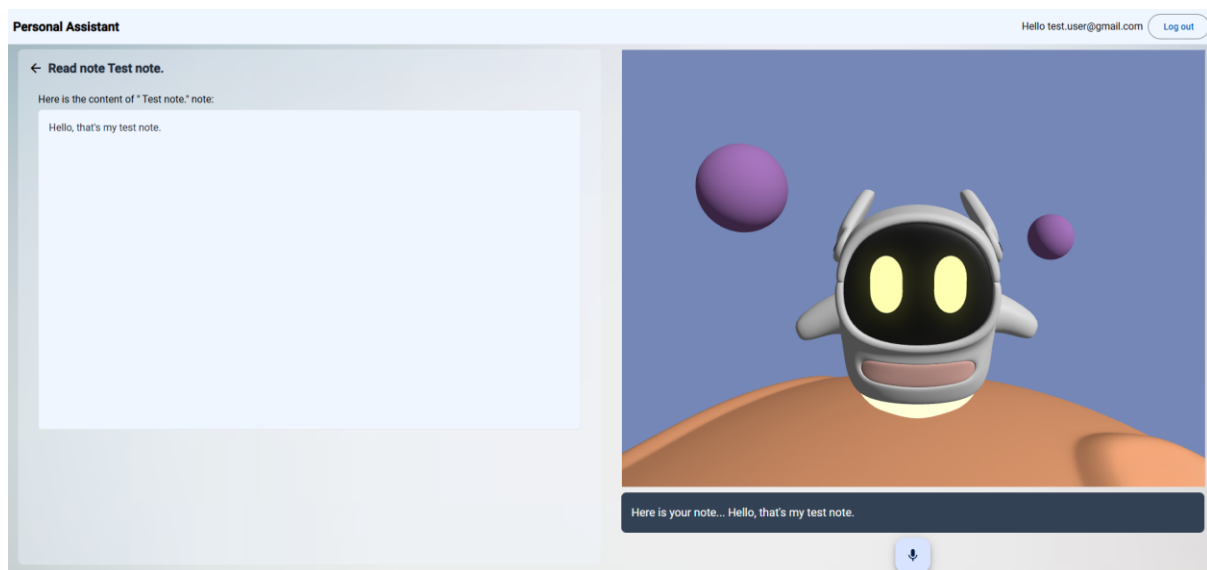 Personal Assistant
Hello test.user@gmail.com
Log out
← Read note Test note.
Here is the content of " Test note." note:
Hello, that's my test note.
Here is your note... Hello, that's my test note.